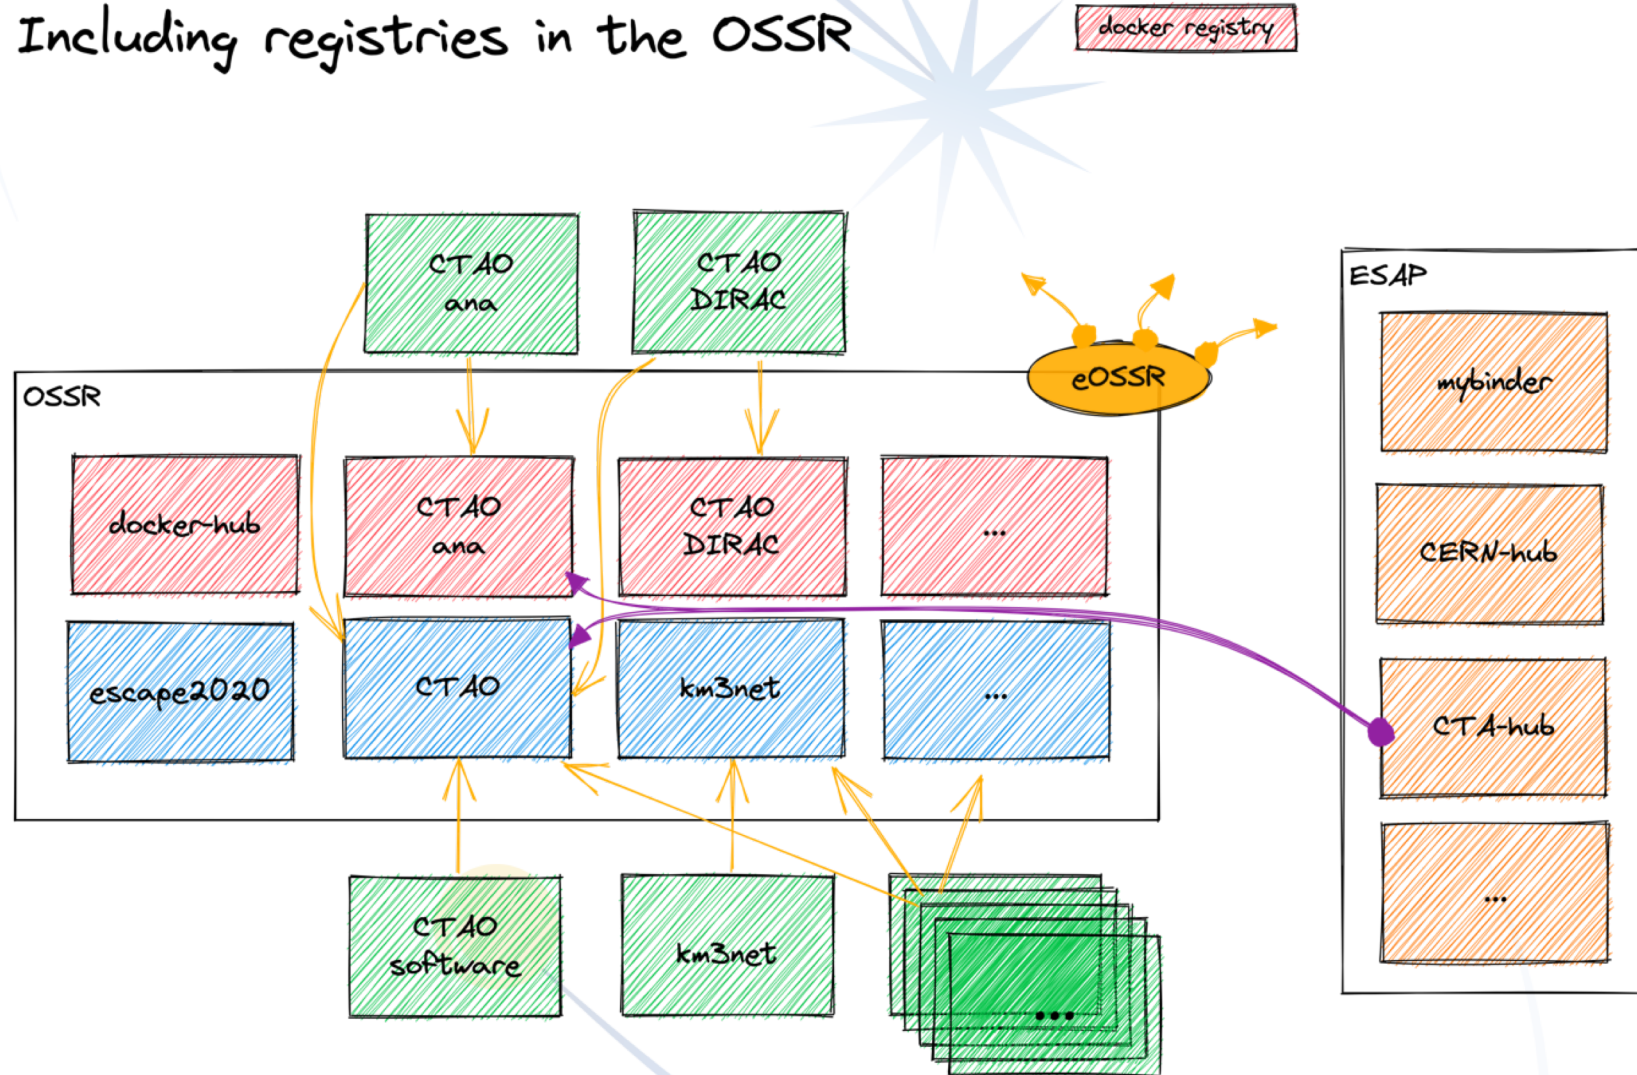 Including registries in the OSSR
docker registry
CTAO
ana
CTAO
DIRAC
ESAP
OSSR
eOSSR
mybinder
docker-hub
CTAO
ana
CTAO
DIRAC
...
CERN-hub
escape2020
CTAO
km3net
...
CTA-hub
CTAO
software
km3net
...
...